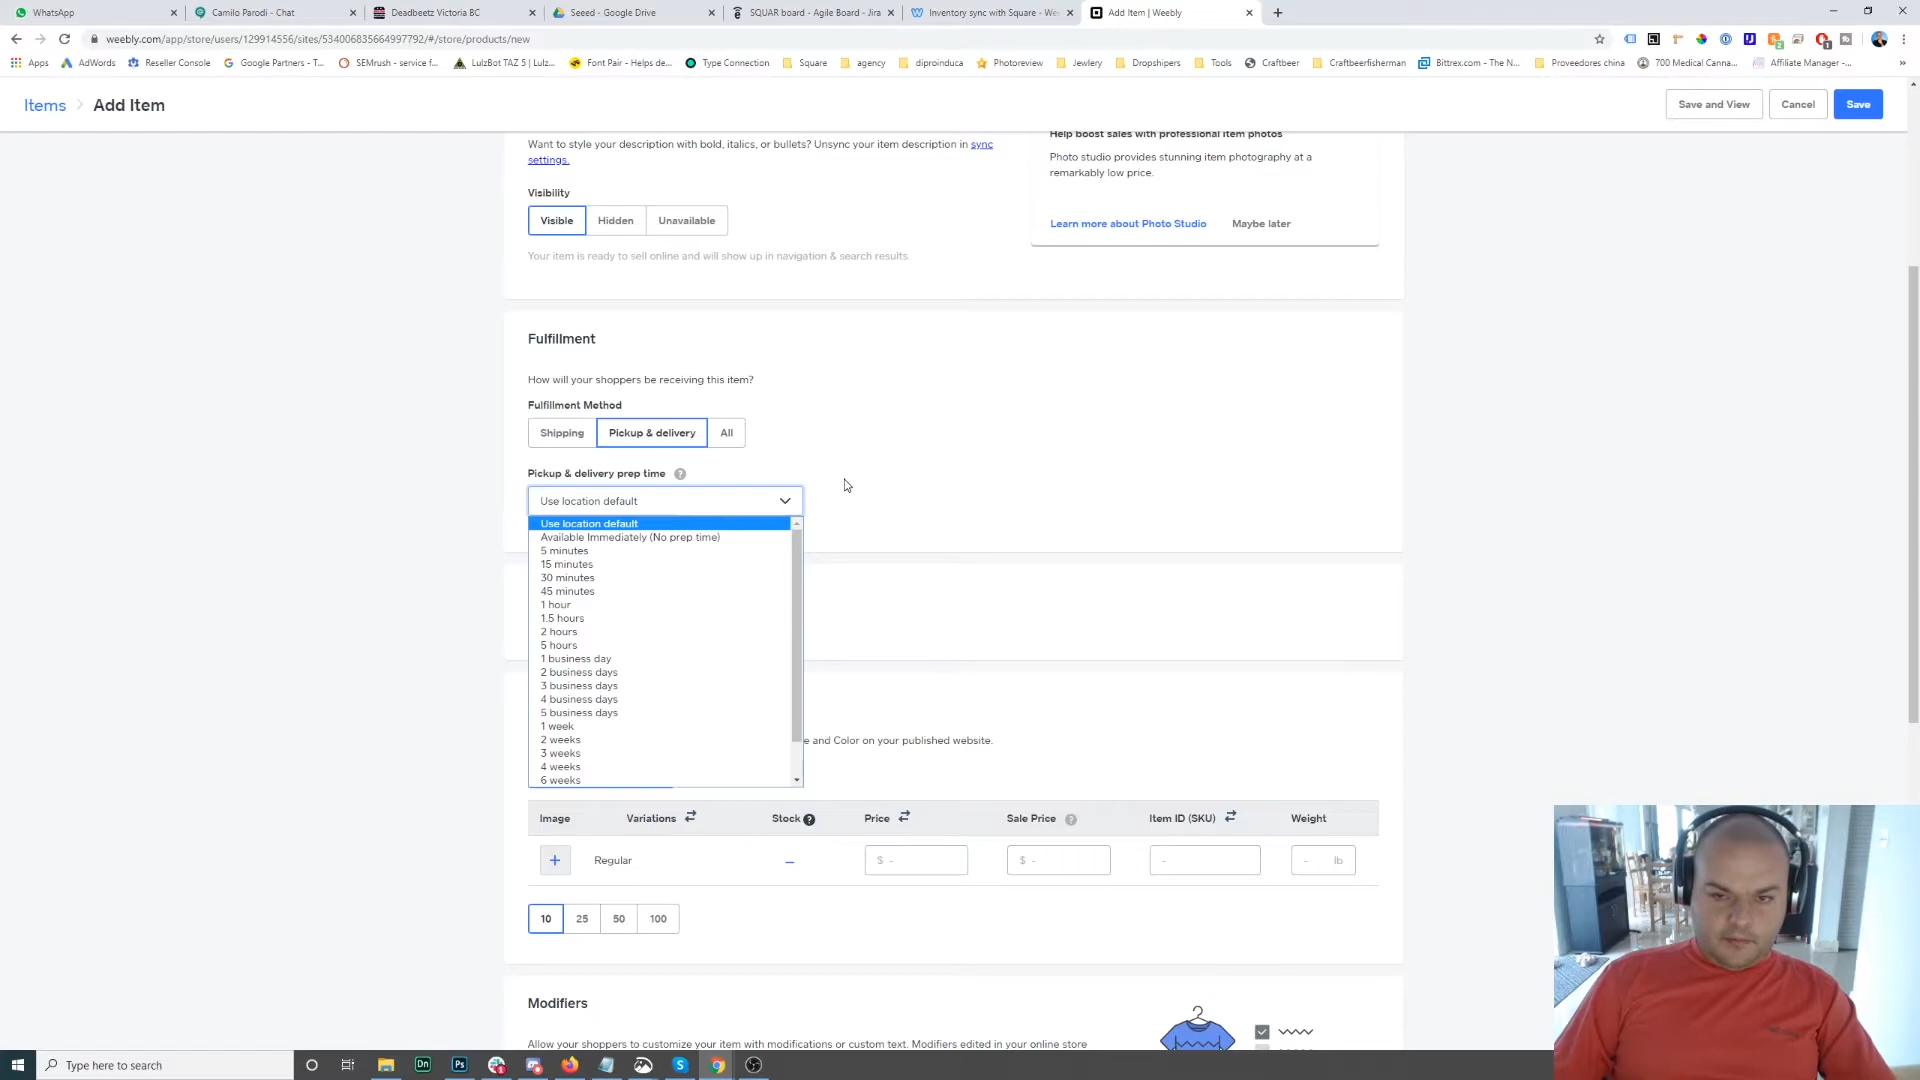 WhatsApp
Camilo Parodi - Chat
Deadbeetz Victoria BC
Seeed - Google Drive
SQUAR board - Agile Board - Jira
Inventory sync with Square - We
Add Item | Weebly
weebly.com/app/store/users/129914556/sites/534006835664997792/#/store/products/new
Apps
AdWords
Reseller Console
Google Partners - T...
SEMrush - service f...
LulzBot TAZ 5 | Lulz...
Font Pair - Helps de...
Type Connection
Square
agency
diproinduca
Photoreview
Jewlery
Dropshipers
Tools
Craftbeer
Craftbeerfisherman
Bittrex.com - The N...
Proveedores china
700 Medical Canna...
Affiliate Manager -...
Items > Add Item
Save and View
Cancel
Save
Want to style your description with bold, italics, or bullets? Unsync your item description in sync
settings.
Visibility
Visible
Hidden
Unavailable
Your item is ready to sell online and will show up in navigation & search results.
Help boost sales with professional item photos
Photo studio provides stunning item photography at a
remarkably low price.
Learn more about Photo Studio
Maybe later
Fulfillment
How will your shoppers be receiving this item?
Fulfillment Method
Shipping
Pickup & delivery
All
Pickup & delivery prep time ?
Use location default
Use location default
Available Immediately (No prep time)
5 minutes
15 minutes
30 minutes
45 minutes
1 hour
1.5 hours
2 hours
5 hours
1 business day
2 business days
3 business days
4 business days
5 business days
1 week
2 weeks
3 weeks
4 weeks
6 weeks
e and Color on your published website.
Image
Variations
Stock ?
Price
Sale Price ?
Item ID (SKU)
Weight
+
Regular
$ -
$ -
-
- lb
10
25
50
100
Modifiers
Allow your shoppers to customize your item with modifications or custom text. Modifiers edited in your online store
Type here to search
Dn
Ps